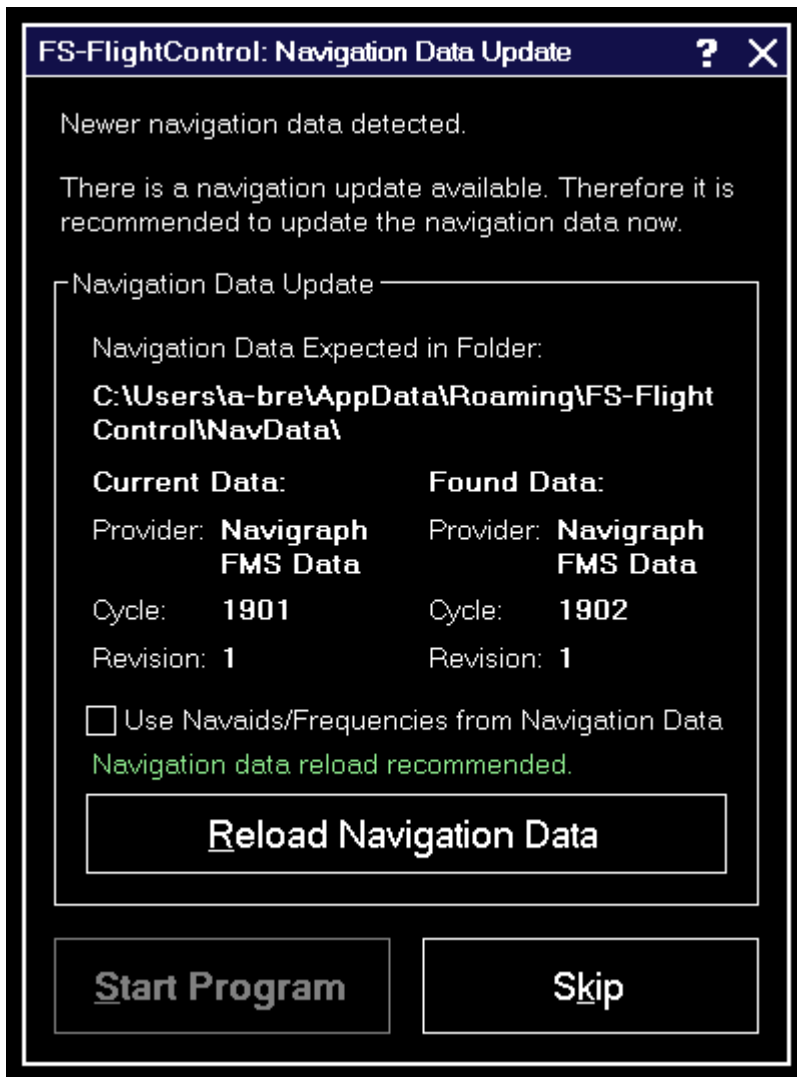 FS-FlightControl: Navigation Data Update ? X
Newer navigation data detected.
There is a navigation update available. Therefore it is
recommended to update the navigation data now.
Navigation Data Update
Navigation Data Expected in Folder:
C:\Users\a-bre\AppData\Roaming\FS-Flight
Control\NavData\
Current Data: Found Data:
Provider: Navigraph Provider: Navigraph
FMS Data FMS Data
Cycle: 1901 Cycle: 1902
Revision: 1 Revision: 1
Use Navaids/Frequencies from Navigation Data
Navigation data reload recommended.
Reload Navigation Data
Start Program Skip